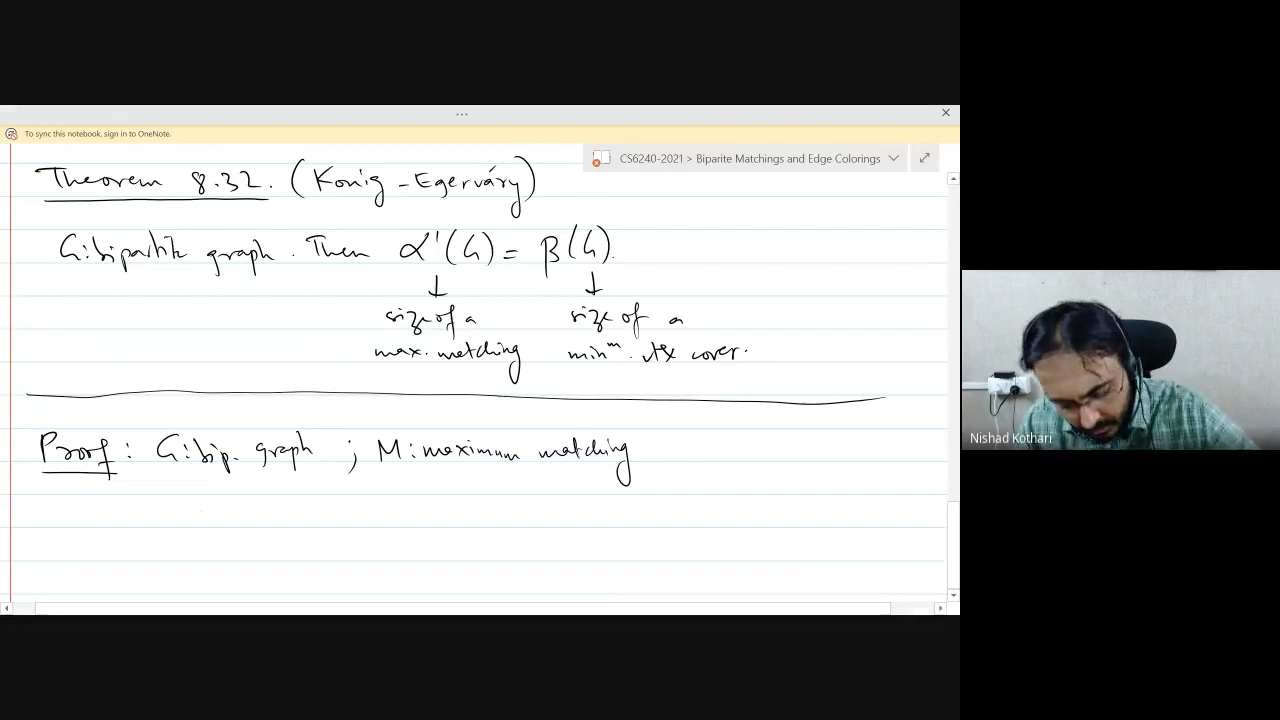 To sync this notebook, sign in to OneNote.
CS6240-2021 > Biparite Matchings and Edge Colorings
Theorem 8.32. (König-Egerváry)
G: bipartite graph. Then α'(G) = β(G).
↓ ↓
size of a size of a
max. matching minᵐ. vtx cover.
Proof: G: bip. graph ; M: maximum matching
Nishad Kothari